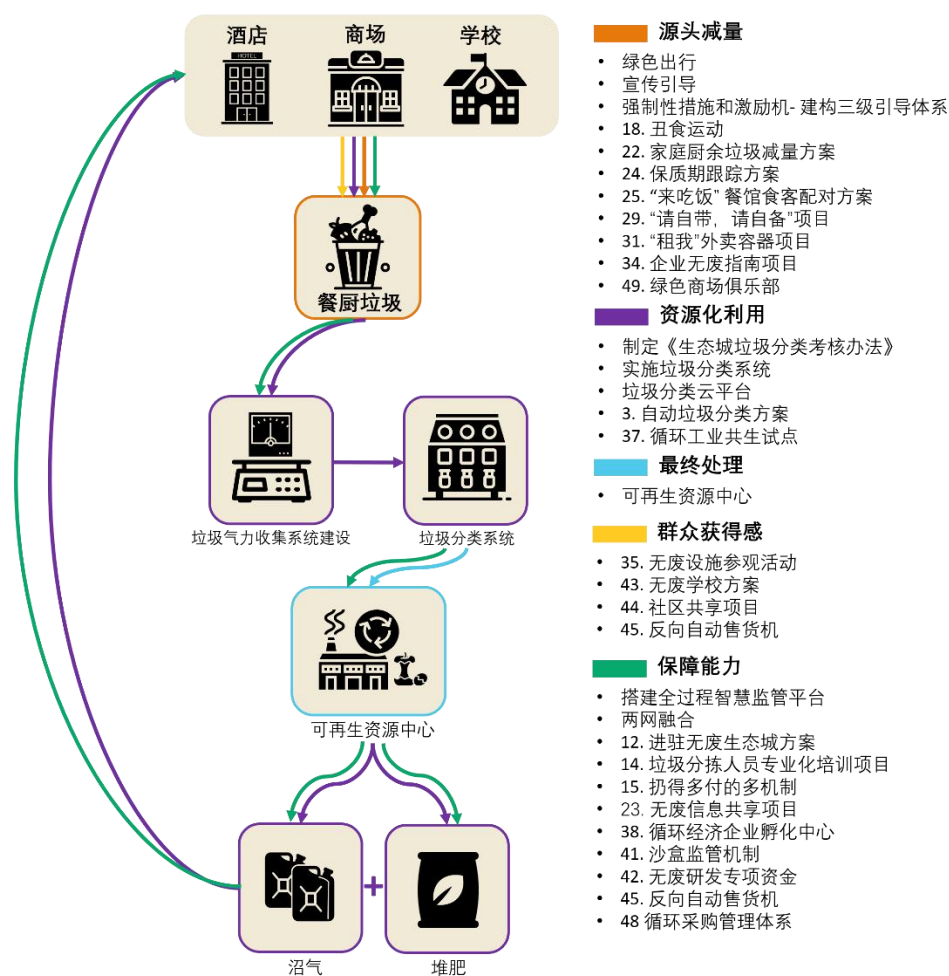 酒店
商场
学校
HOTEL
餐厨垃圾
垃圾气力收集系统建设
垃圾分类系统
可再生资源中心
沼气
+
堆肥
源头减量
• 绿色出行
• 宣传引导
• 强制性措施和激励机- 建构三级引导体系
• 18. 丑食运动
• 22. 家庭厨余垃圾减量方案
• 24. 保质期跟踪方案
• 25. “来吃饭” 餐馆食客配对方案
• 29. “请自带，请自备”项目
• 31. “租我”外卖容器项目
• 34. 企业无废指南项目
• 49. 绿色商场俱乐部
资源化利用
• 制定《生态城垃圾分类考核办法》
• 实施垃圾分类系统
• 垃圾分类云平台
• 3. 自动垃圾分类方案
• 37. 循环工业共生试点
最终处理
• 可再生资源中心
群众获得感
• 35. 无废设施参观活动
• 43. 无废学校方案
• 44. 社区共享项目
• 45. 反向自动售货机
保障能力
• 搭建全过程智慧监管平台
• 两网融合
• 12. 进驻无废生态城方案
• 14. 垃圾分拣人员专业化培训项目
• 15. 扔得多付的多机制
• 23. 无废信息共享项目
• 38. 循环经济企业孵化中心
• 41. 沙盒监管机制
• 42. 无废研发专项资金
• 45. 反向自动售货机
• 48 循环采购管理体系